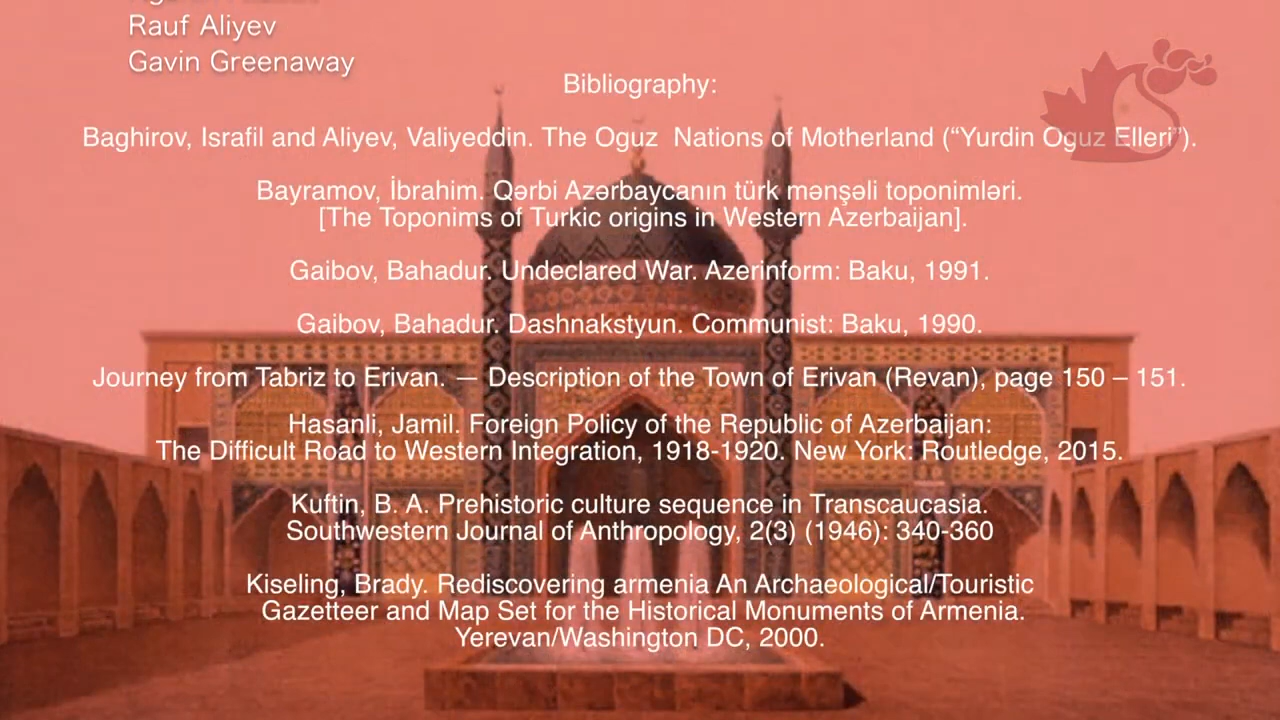 Rauf Aliyev
Gavin Greenaway
Bibliography:
Baghirov, Israfil and Aliyev, Valiyeddin. The Oguz Nations of Motherland (“Yurdin Oguz Elleri”).
Bayramov, İbrahim. Qərbi Azərbaycanın türk mənşəli toponimləri.
[The Toponims of Turkic origins in Western Azerbaijan].
Gaibov, Bahadur. Undeclared War. Azerinform: Baku, 1991.
Gaibov, Bahadur. Dashnakstyun. Communist: Baku, 1990.
Journey from Tabriz to Erivan. — Description of the Town of Erivan (Revan), page 150 – 151.
Hasanli, Jamil. Foreign Policy of the Republic of Azerbaijan:
The Difficult Road to Western Integration, 1918-1920. New York: Routledge, 2015.
Kuftin, B. A. Prehistoric culture sequence in Transcaucasia.
Southwestern Journal of Anthropology, 2(3) (1946): 340-360
Kiseling, Brady. Rediscovering armenia An Archaeological/Touristic
Gazetteer and Map Set for the Historical Monuments of Armenia.
Yerevan/Washington DC, 2000.